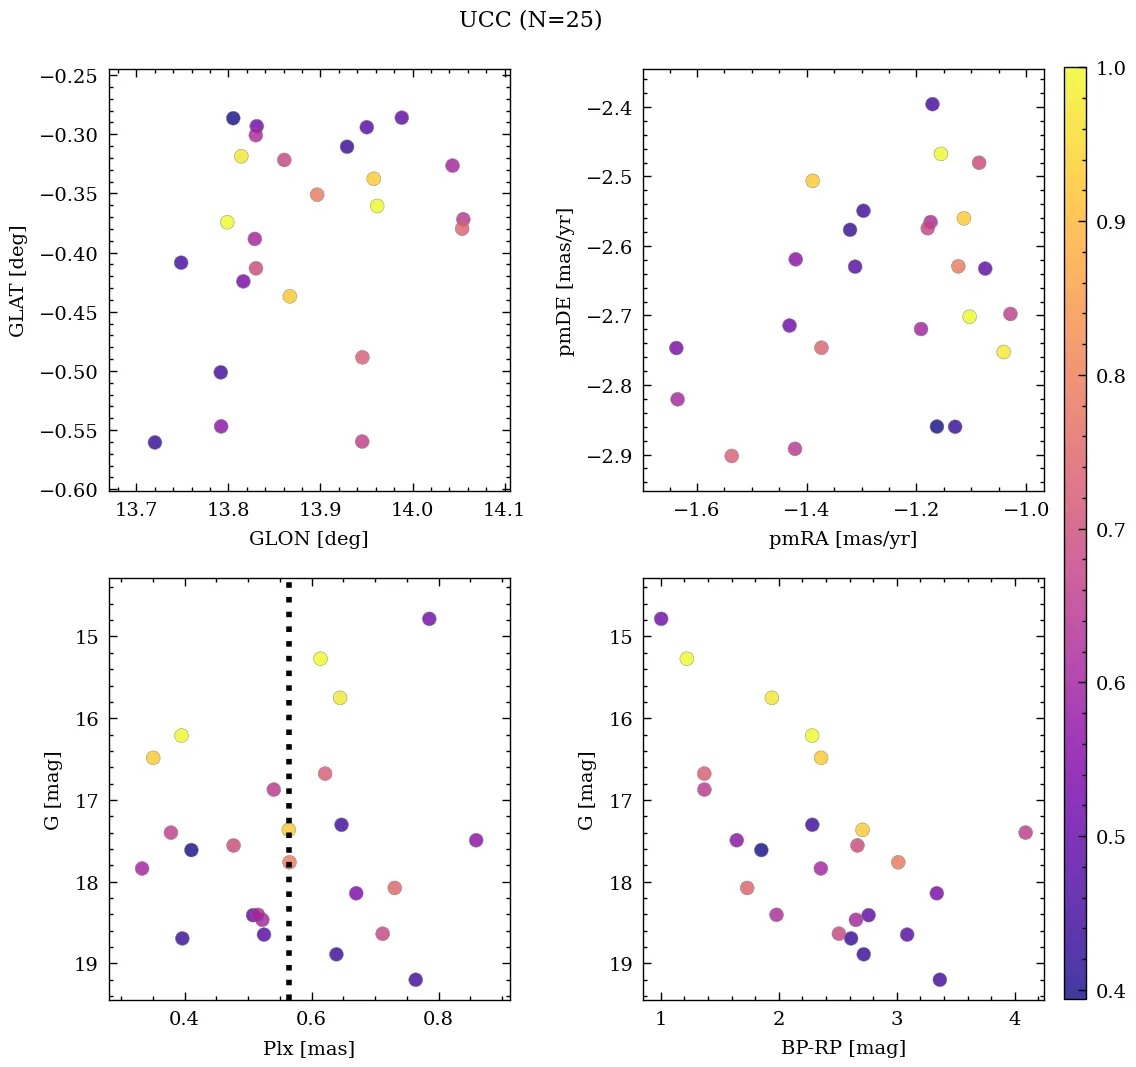 UCC (N=25)
−0.25
−0.30
−0.35
−0.40
−0.45
−0.50
−0.55
−0.60
GLAT [deg]
13.7 13.8 13.9 14.0 14.1
GLON [deg]
−2.4
−2.5
−2.6
−2.7
−2.8
−2.9
pmDE [mas/yr]
−1.6 −1.4 −1.2 −1.0
pmRA [mas/yr]
15
16
17
18
19
G [mag]
0.4 0.6 0.8
Plx [mas]
15
16
17
18
19
G [mag]
1 2 3 4
BP-RP [mag]
1.0
0.9
0.8
0.7
0.6
0.5
0.4